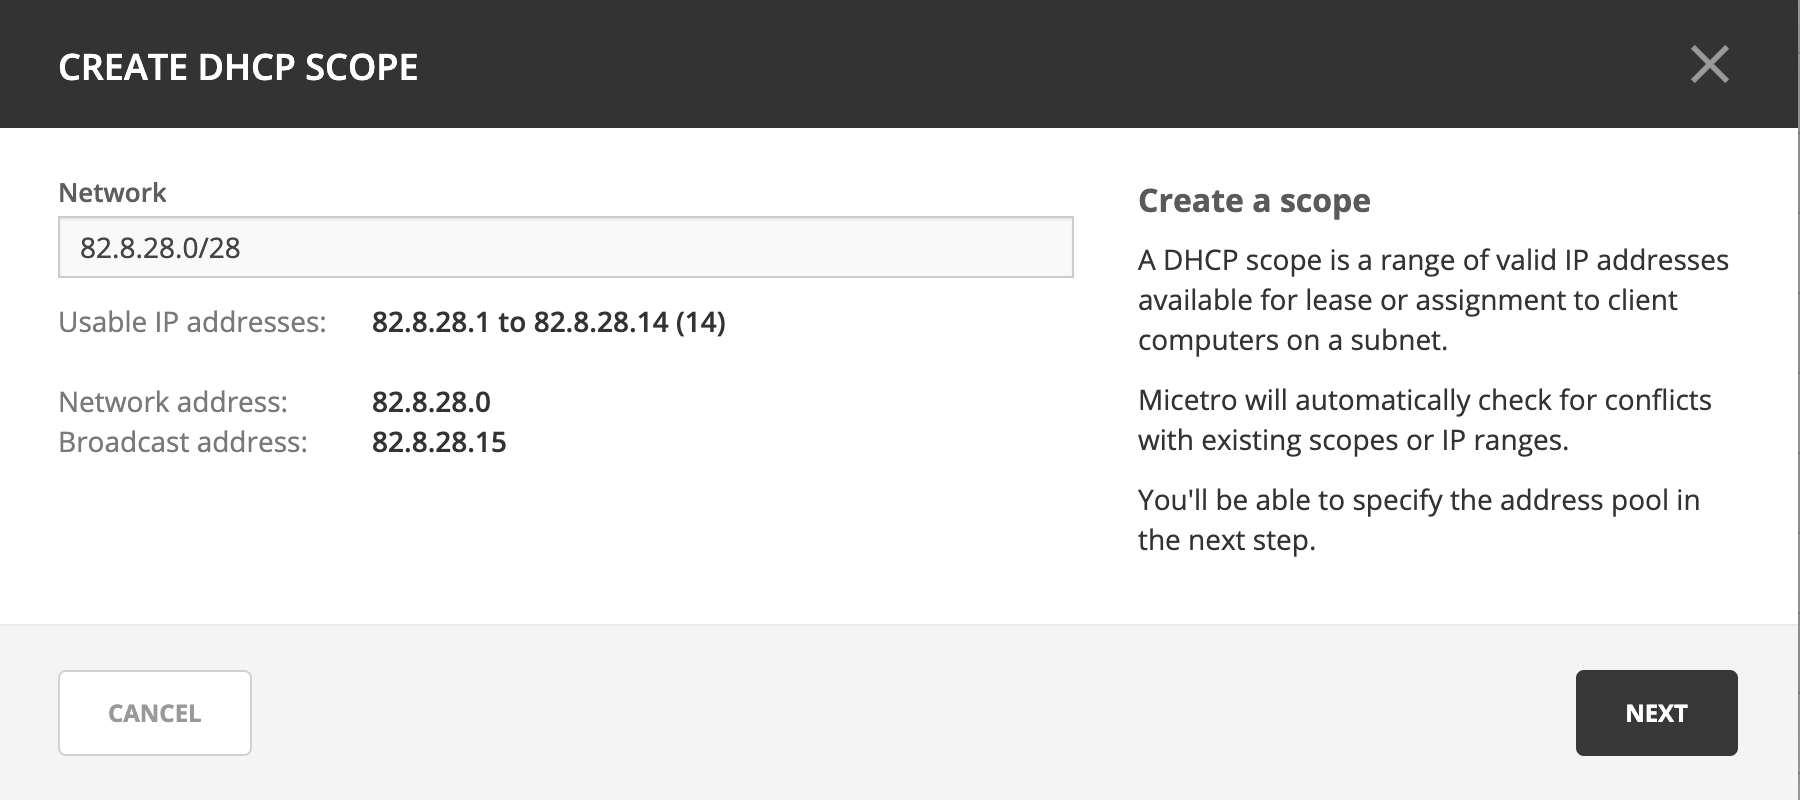 CREATE DHCP SCOPE
Network
82.8.28.0/28
Usable IP addresses: 82.8.28.1 to 82.8.28.14 (14)
Network address: 82.8.28.0
Broadcast address: 82.8.28.15
Create a scope
A DHCP scope is a range of valid IP addresses
available for lease or assignment to client
computers on a subnet.
Micetro will automatically check for conflicts
with existing scopes or IP ranges.
You'll be able to specify the address pool in
the next step.
CANCEL
NEXT